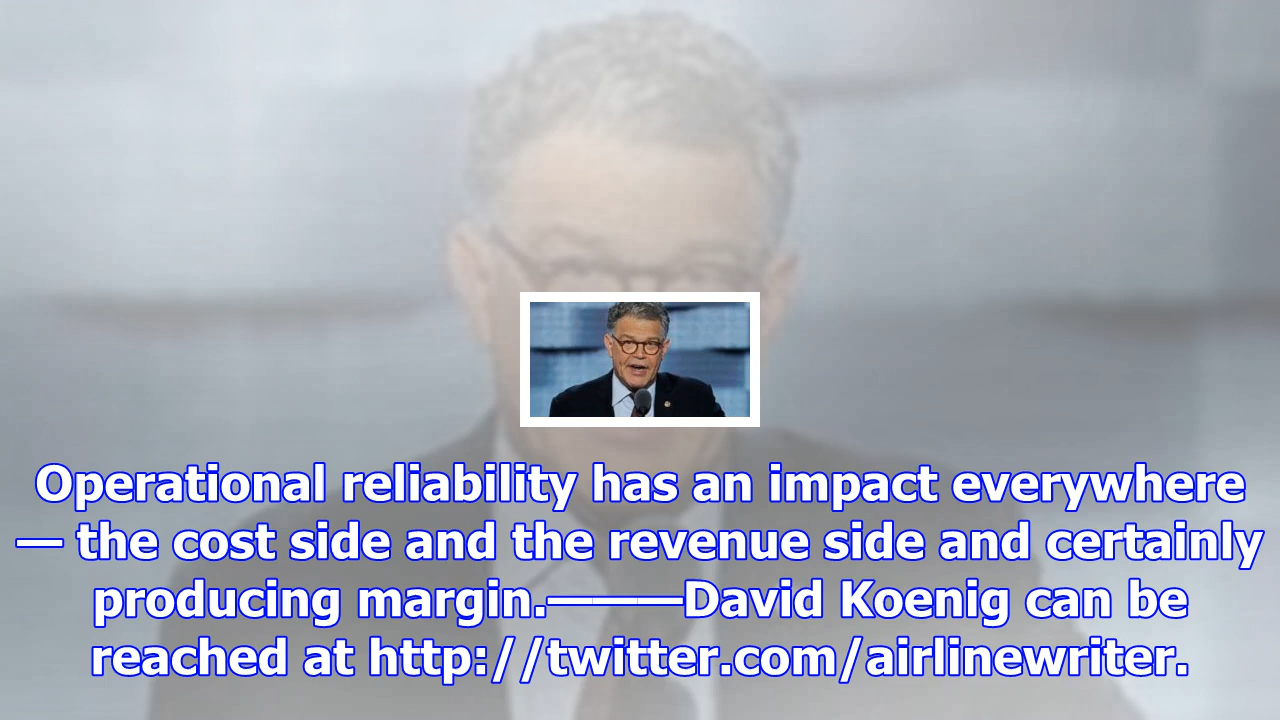 Operational reliability has an impact everywhere
— the cost side and the revenue side and certainly
producing margin.———David Koenig can be
reached at http://twitter.com/airlinewriter.